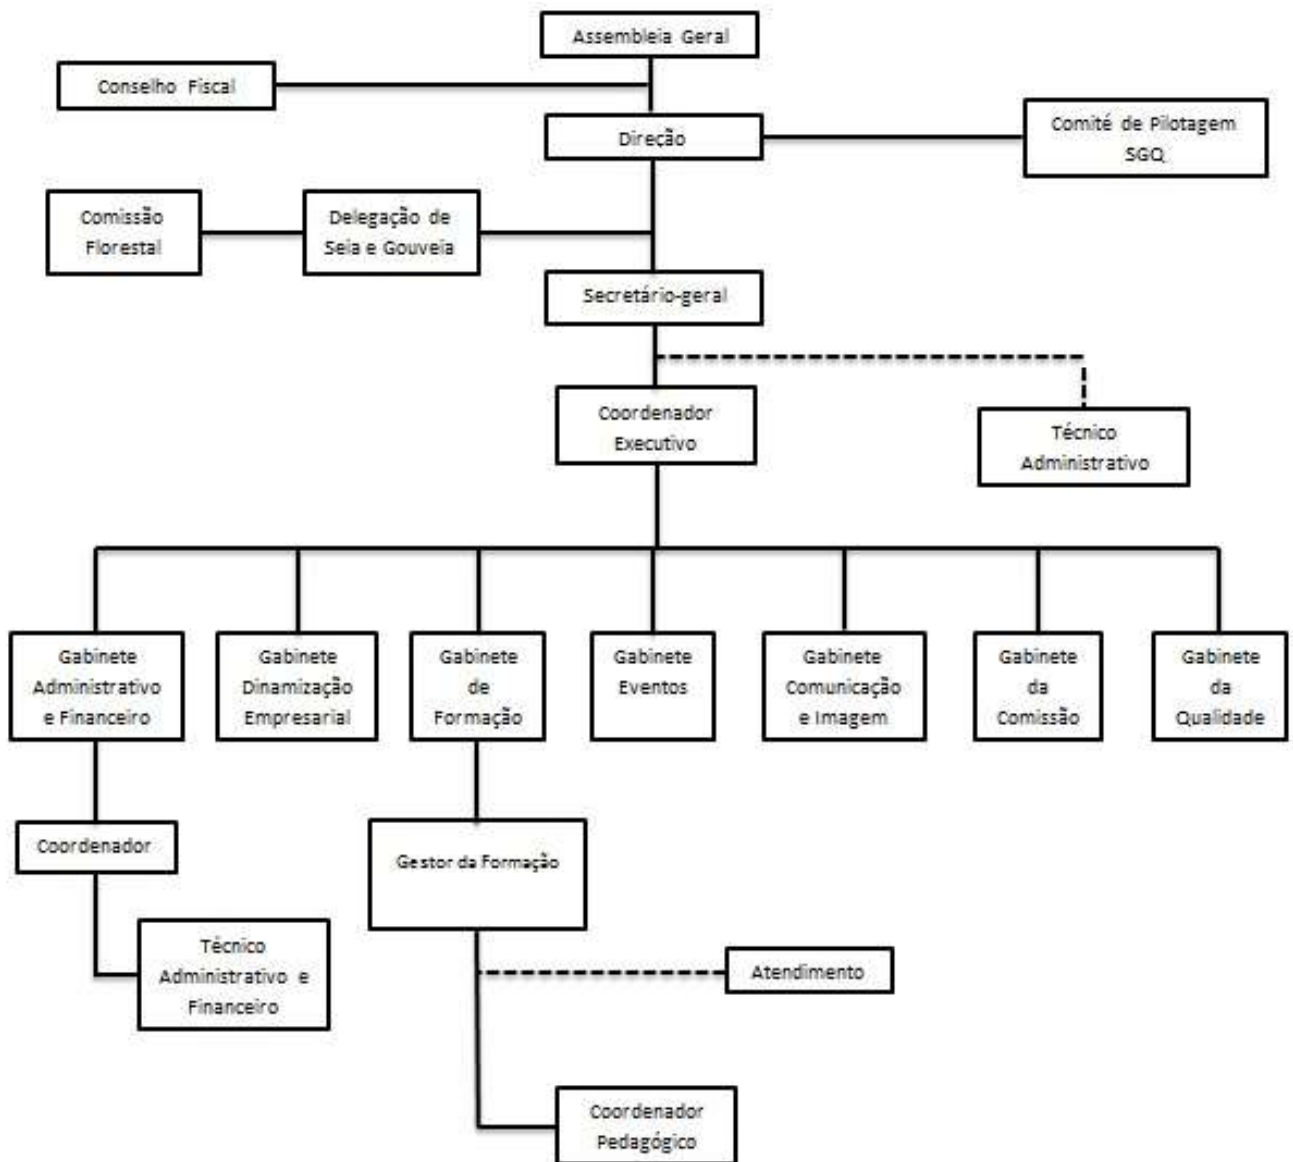 Assembleia Geral
Conselho Fiscal
Direção
Comité de Pilotagem
SGQ
Comissão
Florestal
Delegação de
Seia e Gouveia
Secretário-geral
Coordenador
Executivo
Técnico
Administrativo
Gabinete
Administrativo
e Financeiro
Gabinete
Dinamização
Empresarial
Gabinete
de
Formação
Gabinete
Eventos
Gabinete
Comunicação
e Imagem
Gabinete
da
Comissão
Gabinete
da
Qualidade
Coordenador
Gestor da Formação
Técnico
Administrativo e
Financeiro
Atendimento
Coordenador
Pedagógico